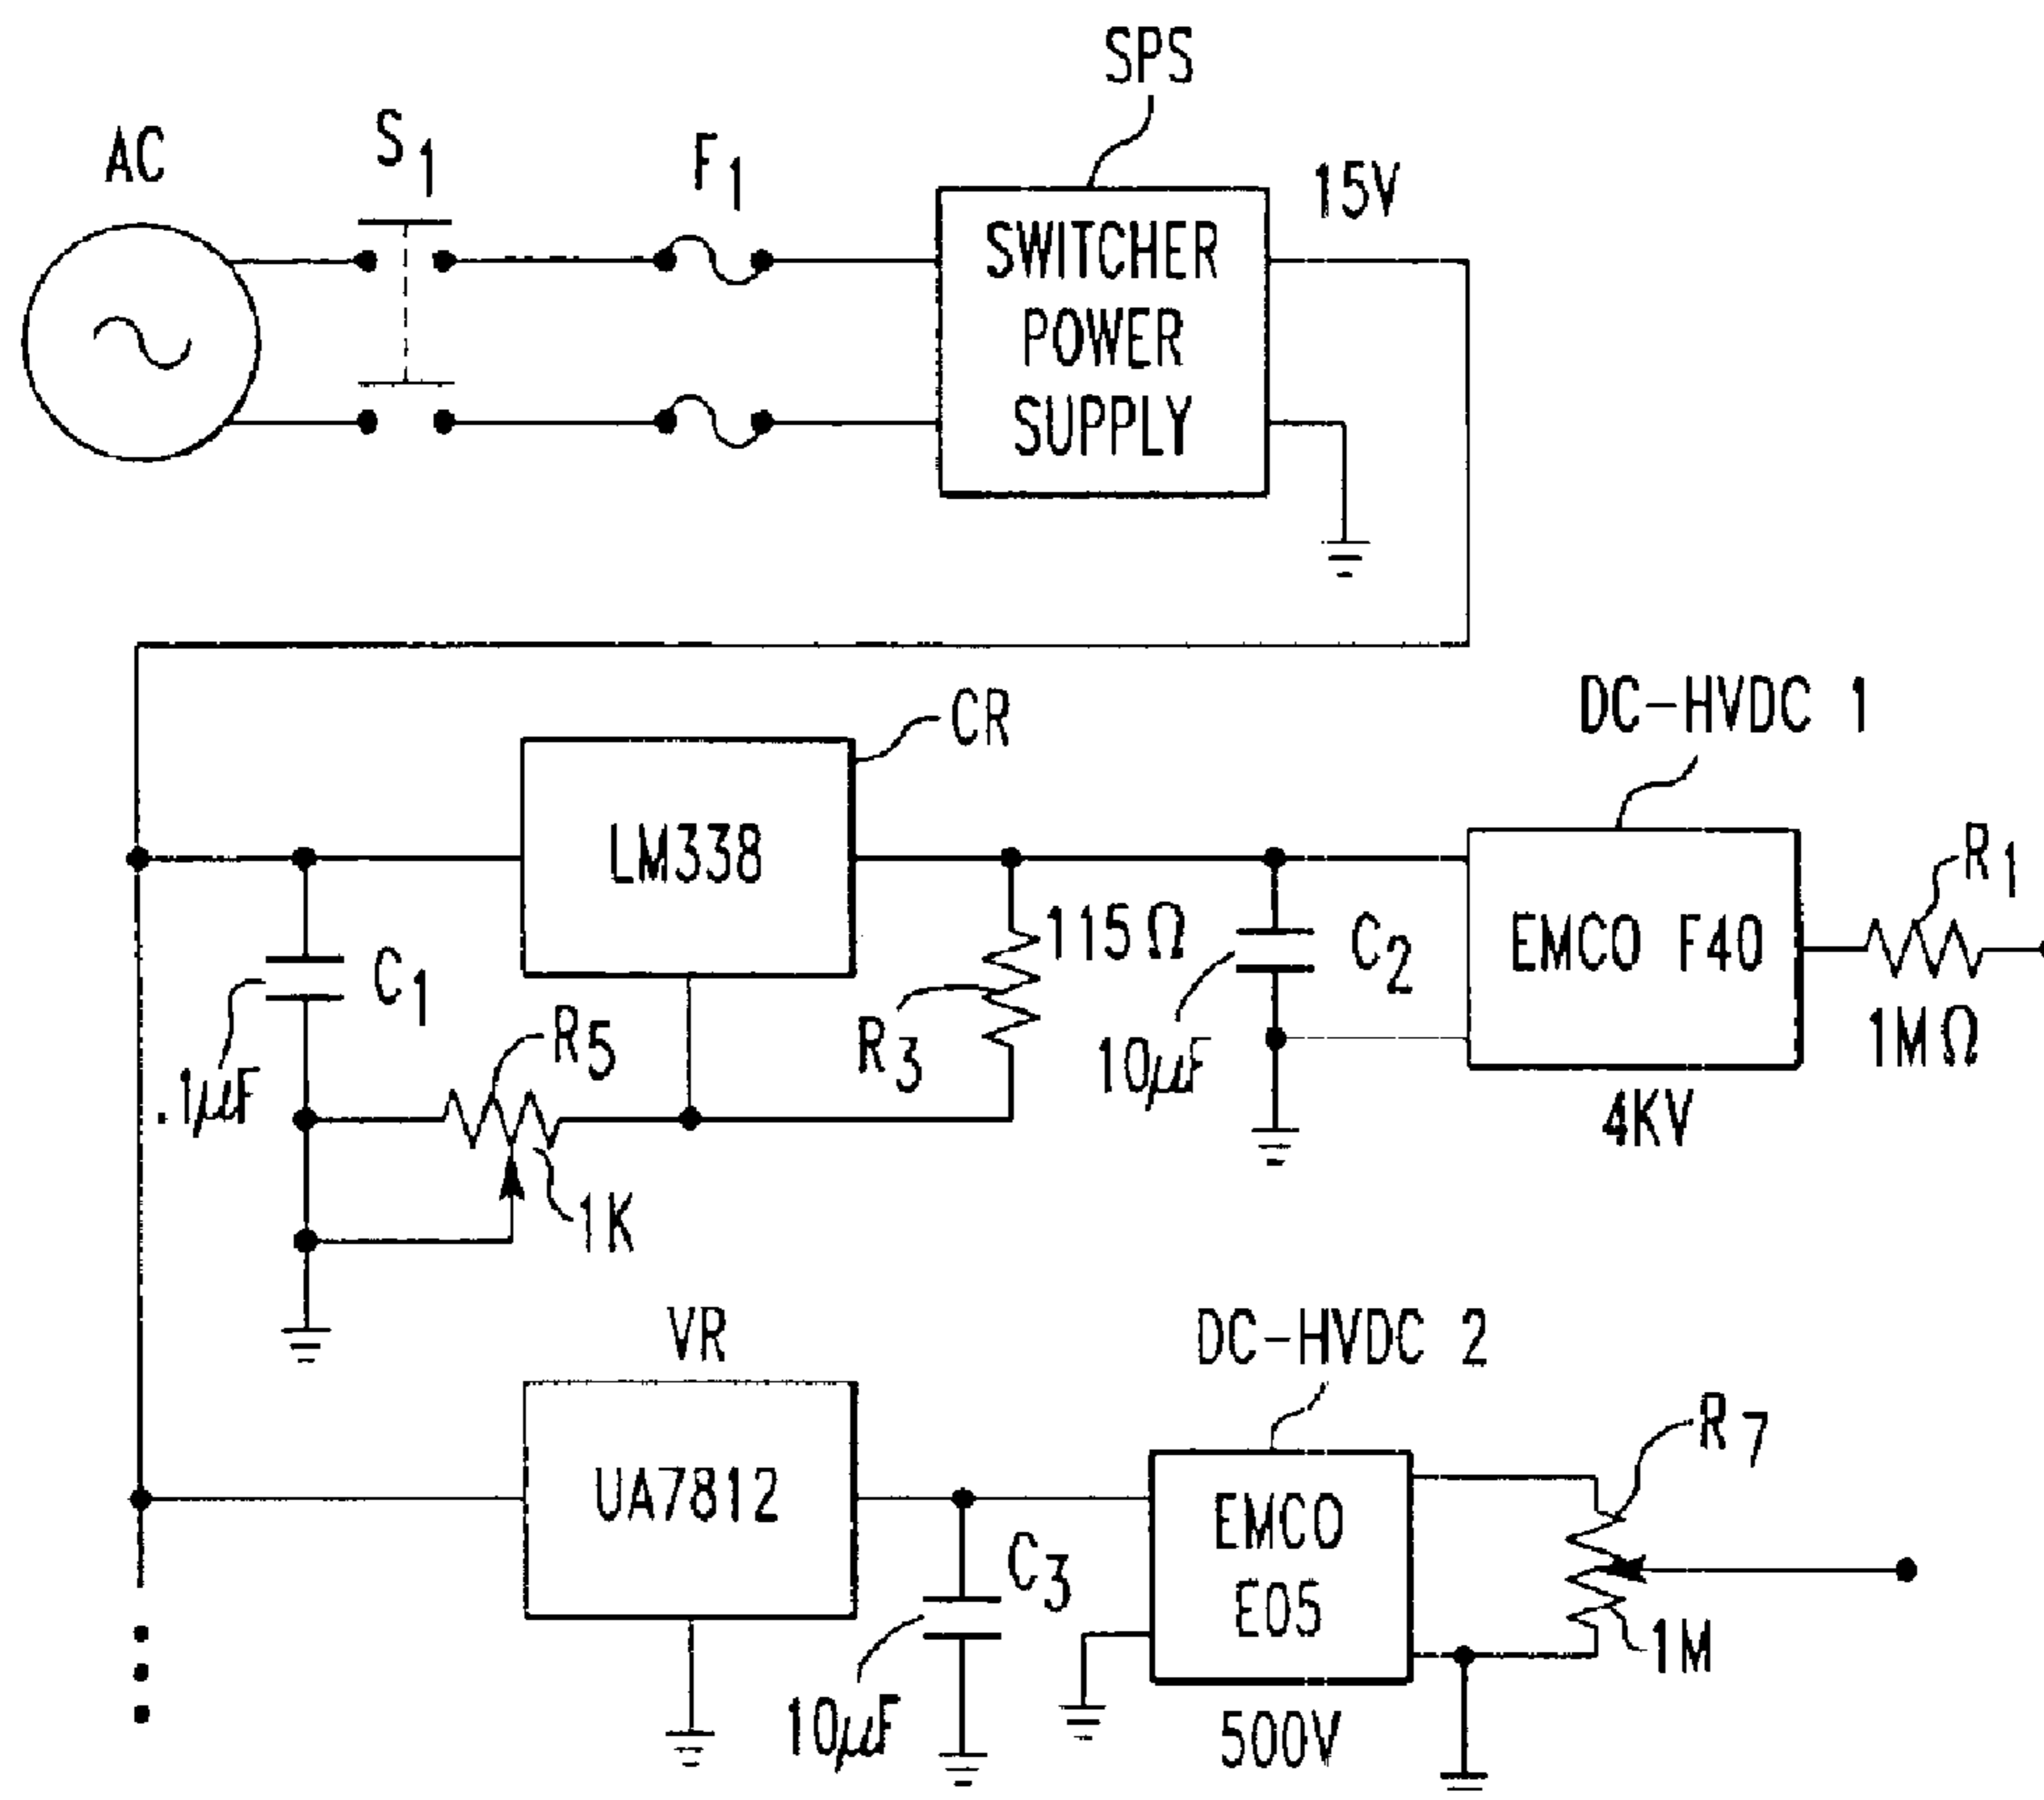 SPS
AC
S1
F1
15V
SWITCHER
POWER
SUPPLY
DC-HVDC 1
CR
LM338
R1
115Ω
EMCO F40
C1
C2
R5
R3
.1µF
10µF
1MΩ
4KV
1K
VR
DC-HVDC 2
R7
UA7812
EMCO
E05
C3
1M
10µF
500V